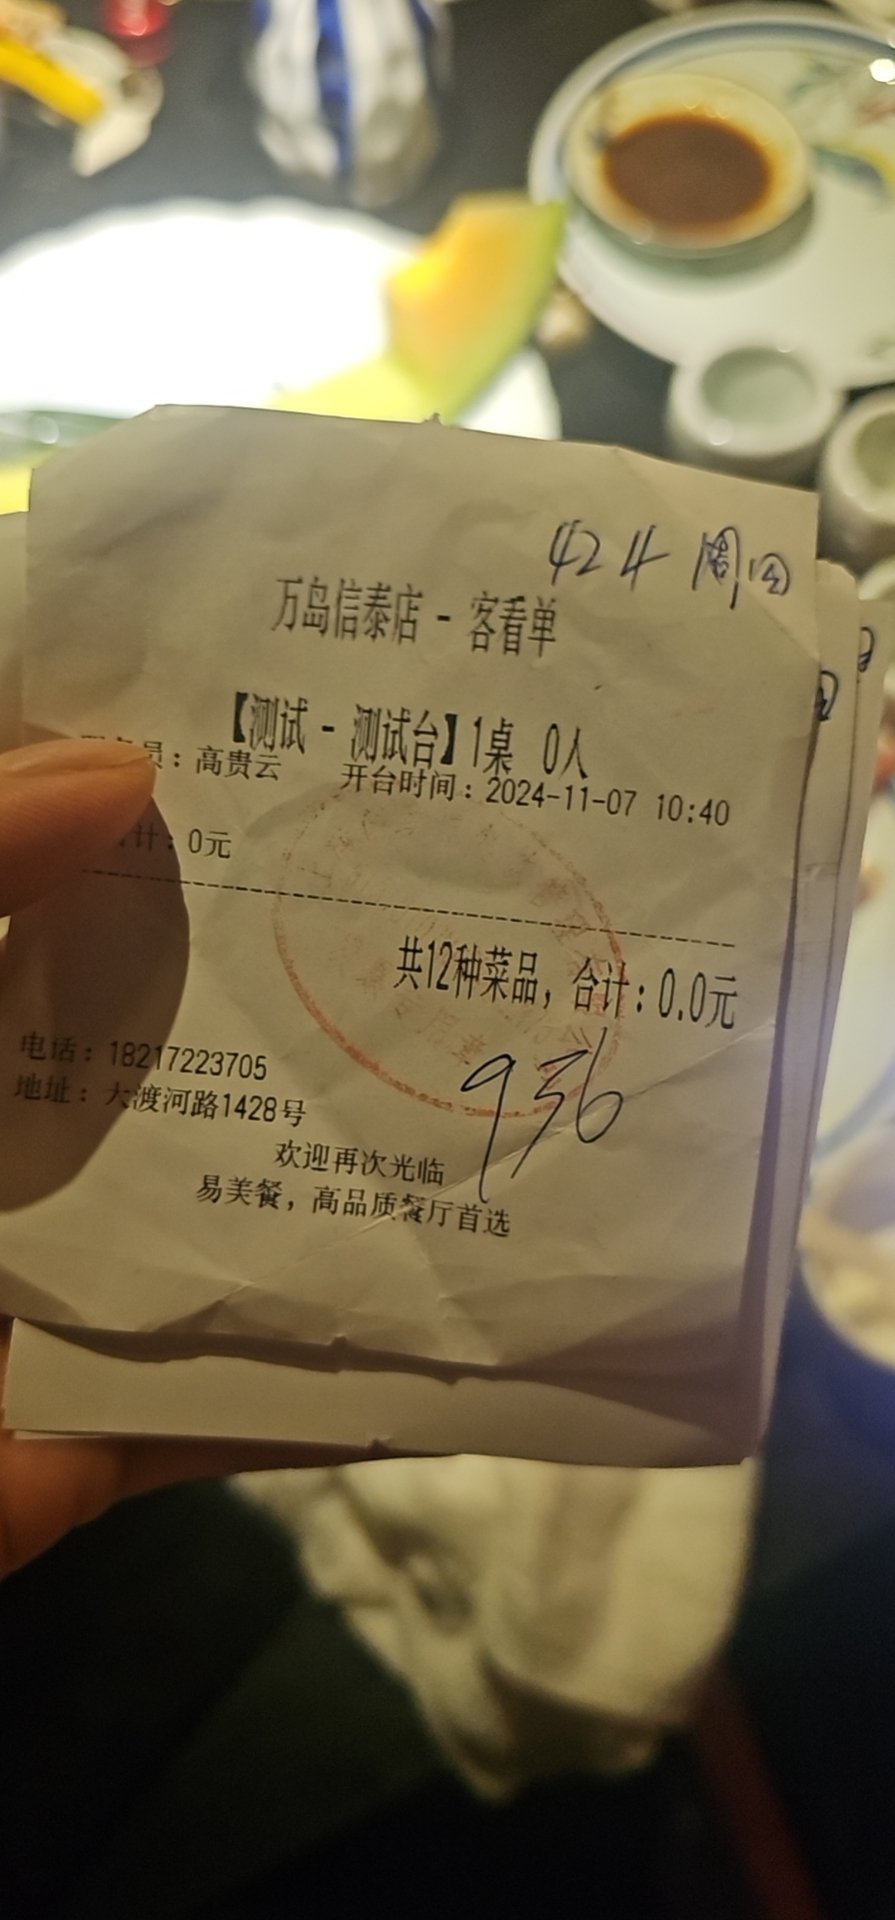 424 周四
万岛信泰店 - 客看单
【测试 - 测试台】1桌 0人
员：高贵云 开台时间：2024-11-07 10:40
计：0元
共12种菜品，合计：0.0元
936
电话：18217223705
地址：大渡河路1428号
欢迎再次光临
易美餐，高品质餐厅首选